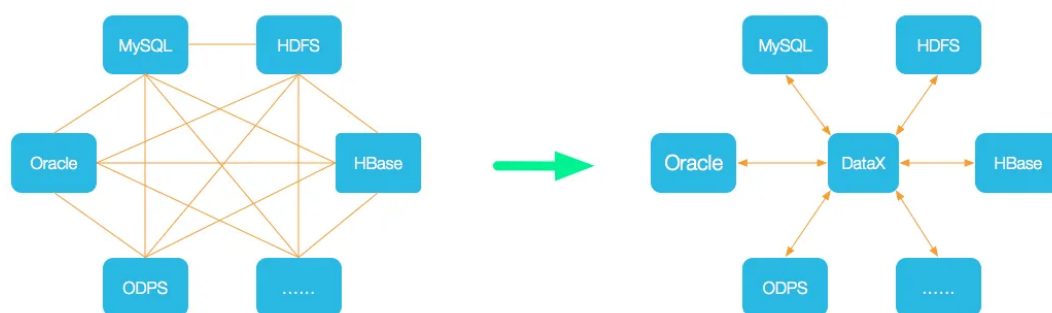 MySQL
HDFS
Oracle
HBase
ODPS
……
MySQL
HDFS
Oracle
DataX
HBase
ODPS
……